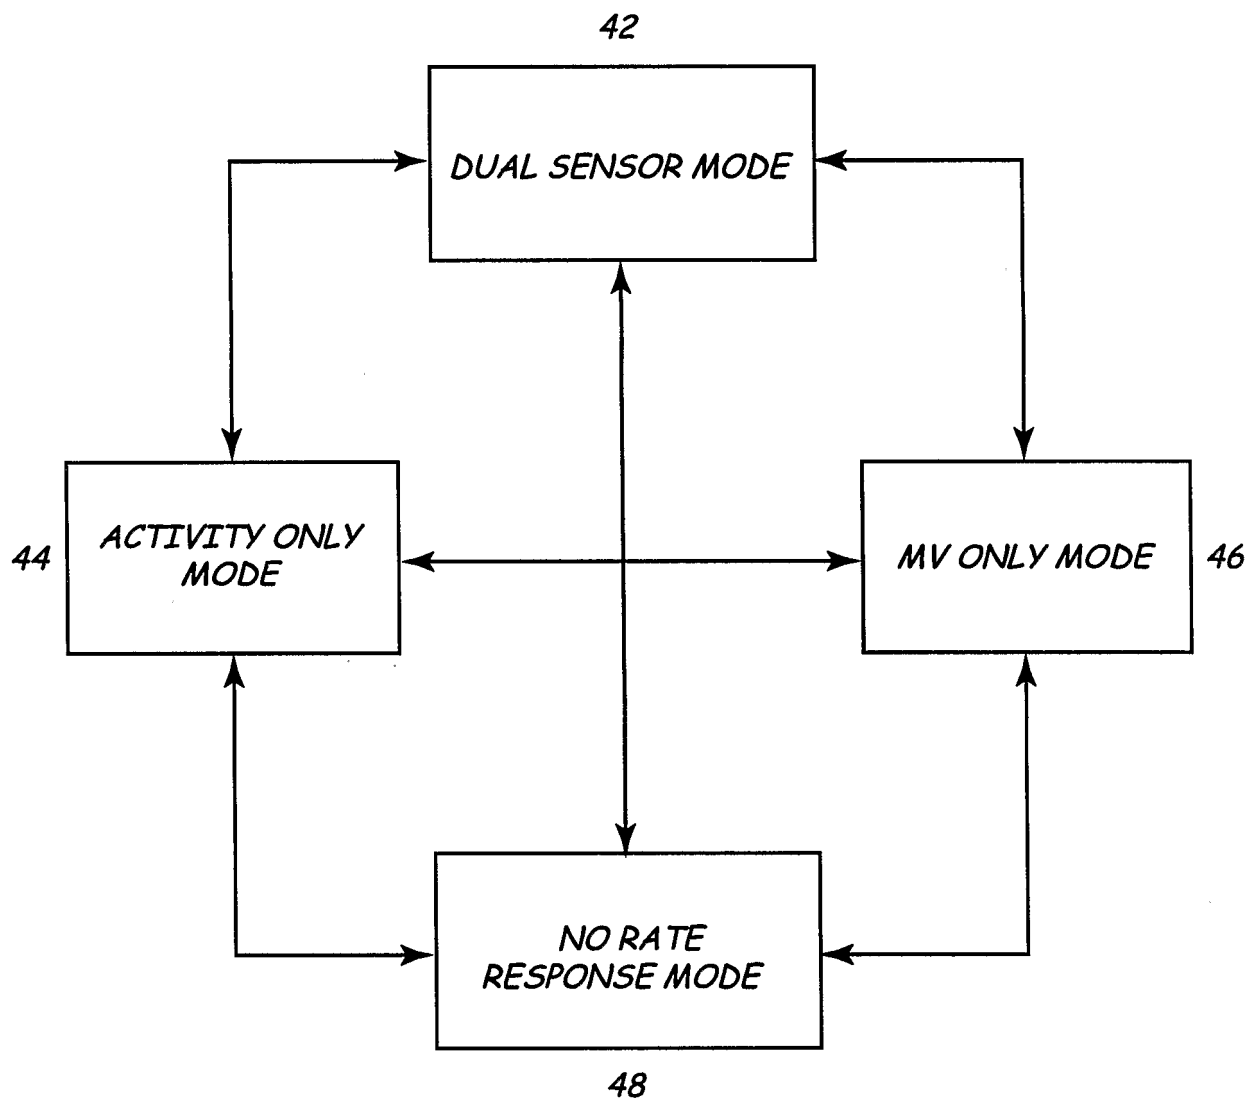 42
DUAL SENSOR MODE
44
ACTIVITY ONLY
MODE
MV ONLY MODE
46
NO RATE
RESPONSE MODE
48